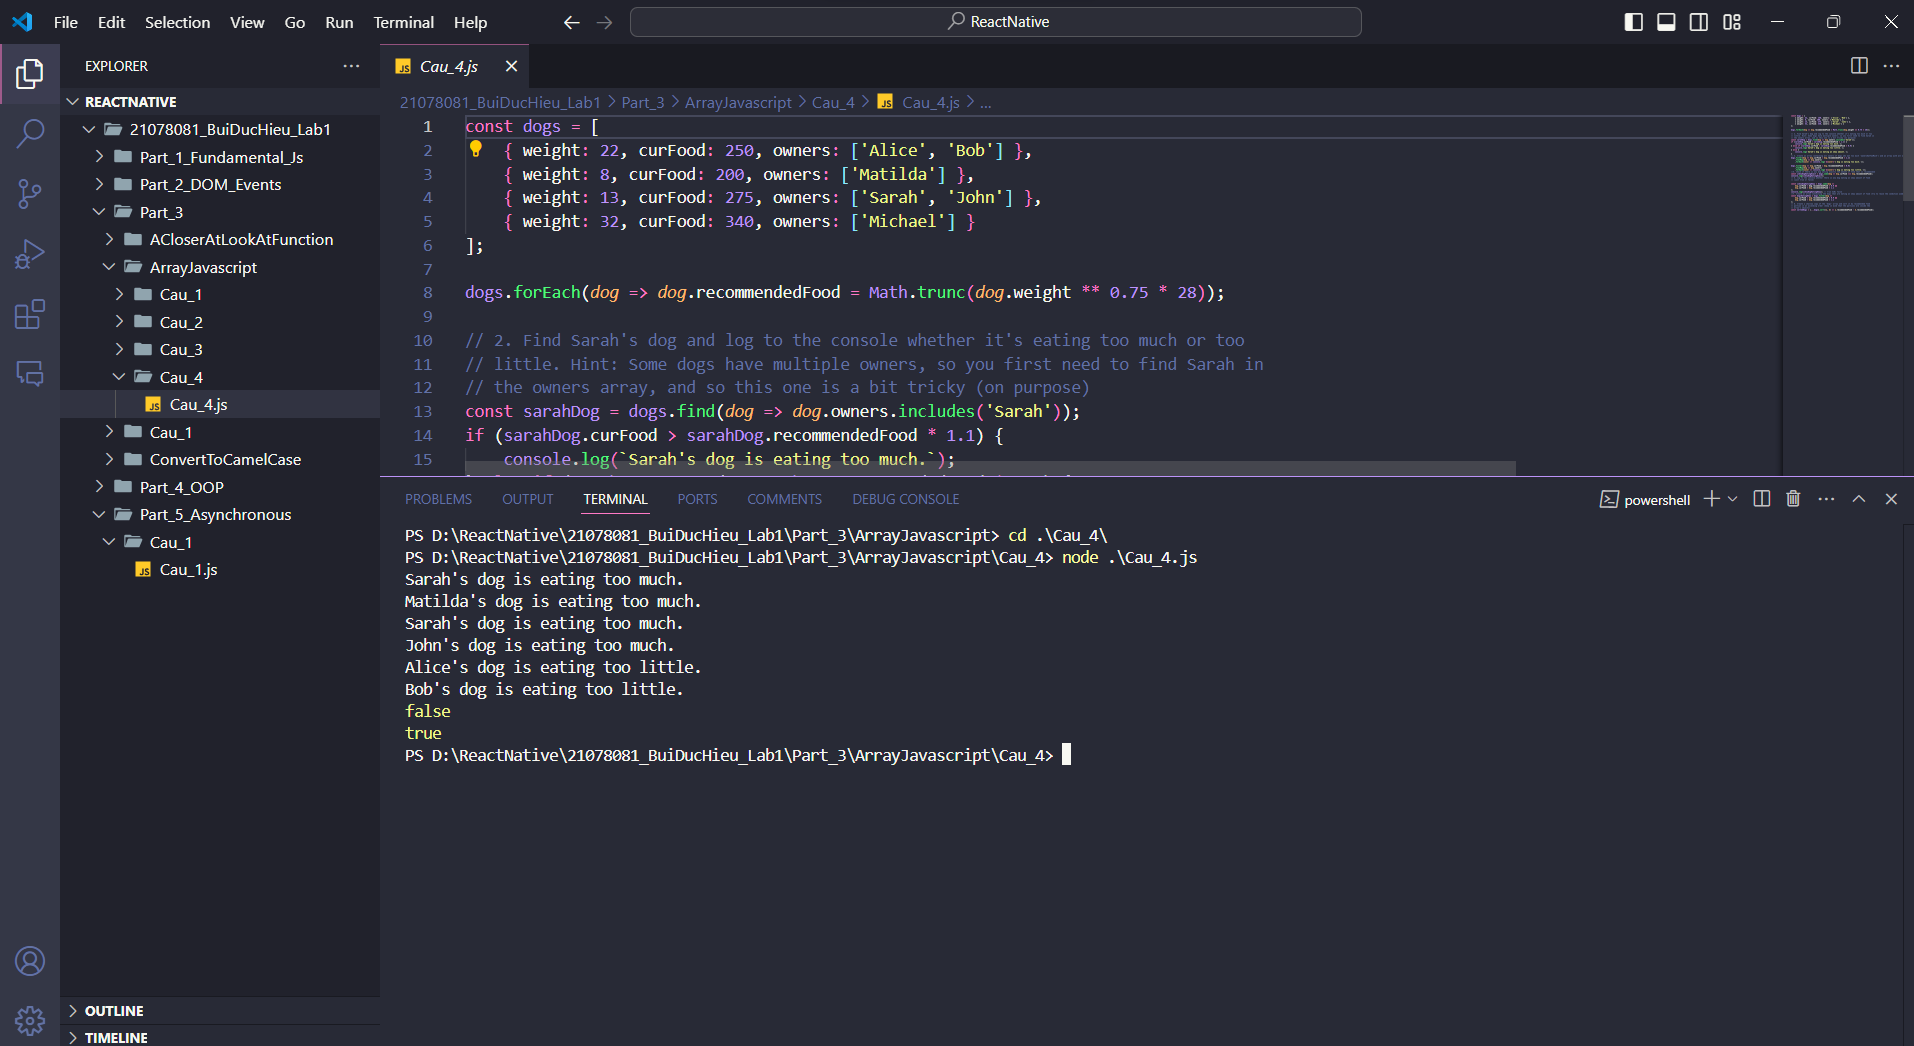 File Edit Selection View Go Run Terminal Help
ReactNative
EXPLORER
REACTNATIVE
21078081_BuiDucHieu_Lab1
Part_1_Fundamental_Js
Part_2_DOM_Events
Part_3
ACloserAtLookAtFunction
ArrayJavascript
Cau_1
Cau_2
Cau_3
Cau_4
JS Cau_4.js
Cau_1
ConvertToCamelCase
Part_4_OOP
Part_5_Asynchronous
Cau_1
JS Cau_1.js
OUTLINE
TIMELINE
JS Cau_4.js
21078081_BuiDucHieu_Lab1 > Part_3 > ArrayJavascript > Cau_4 > JS Cau_4.js > ...
1 const dogs = [
2 { weight: 22, curFood: 250, owners: ['Alice', 'Bob'] },
3 { weight: 8, curFood: 200, owners: ['Matilda'] },
4 { weight: 13, curFood: 275, owners: ['Sarah', 'John'] },
5 { weight: 32, curFood: 340, owners: ['Michael'] }
6 ];
7
8 dogs.forEach(dog => dog.recommendedFood = Math.trunc(dog.weight ** 0.75 * 28));
9
10 // 2. Find Sarah's dog and log to the console whether it's eating too much or too
11 // little. Hint: Some dogs have multiple owners, so you first need to find Sarah in
12 // the owners array, and so this one is a bit tricky (on purpose)
13 const sarahDog = dogs.find(dog => dog.owners.includes('Sarah'));
14 if (sarahDog.curFood > sarahDog.recommendedFood * 1.1) {
15 console.log(`Sarah's dog is eating too much.`);
PROBLEMS OUTPUT TERMINAL PORTS COMMENTS DEBUG CONSOLE
powershell
PS D:\ReactNative\21078081_BuiDucHieu_Lab1\Part_3\ArrayJavascript> cd .\Cau_4\
PS D:\ReactNative\21078081_BuiDucHieu_Lab1\Part_3\ArrayJavascript\Cau_4> node .\Cau_4.js
Sarah's dog is eating too much.
Matilda's dog is eating too much.
Sarah's dog is eating too much.
John's dog is eating too much.
Alice's dog is eating too little.
Bob's dog is eating too little.
false
true
PS D:\ReactNative\21078081_BuiDucHieu_Lab1\Part_3\ArrayJavascript\Cau_4>